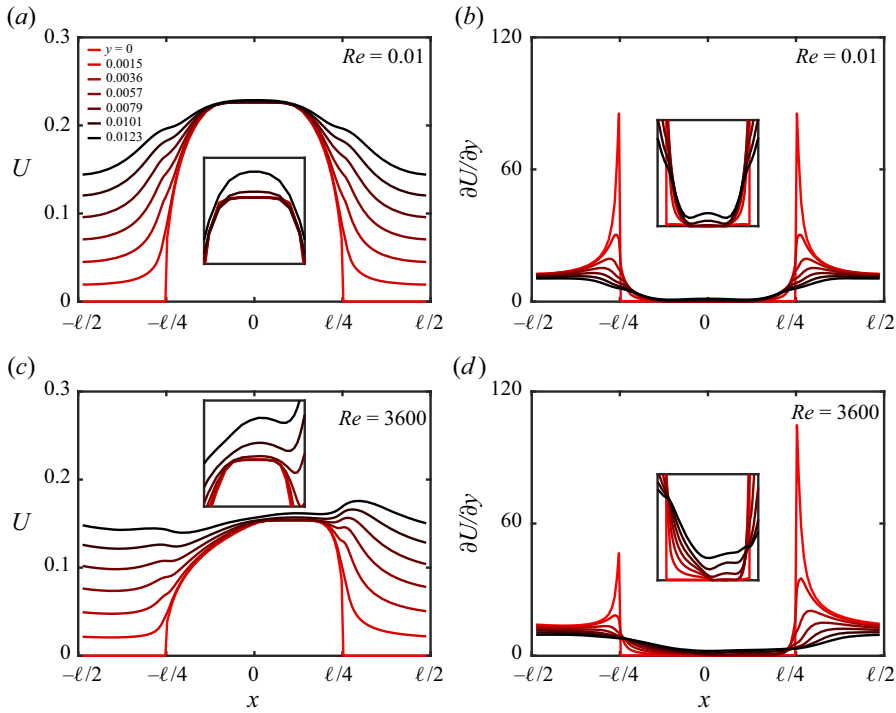 (a)
0.3
0.2
U
0.1
0
y = 0
0.0015
0.0036
0.0057
0.0079
0.0101
0.0123
Re = 0.01
−ℓ/2 −ℓ/4 0 ℓ/4 ℓ/2
(b)
120
60
∂U/∂y
0
Re = 0.01
−ℓ/2 −ℓ/4 0 ℓ/4 ℓ/2
(c)
0.3
0.2
U
0.1
0
Re = 3600
−ℓ/2 −ℓ/4 0 ℓ/4 ℓ/2
x
(d)
120
60
∂U/∂y
0
Re = 3600
−ℓ/2 −ℓ/4 0 ℓ/4 ℓ/2
x